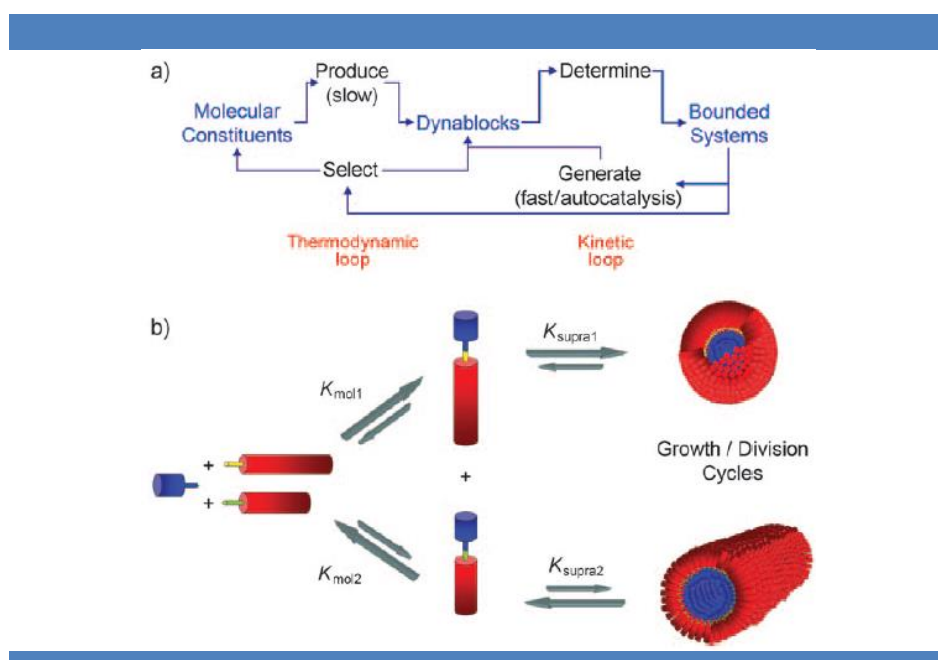 a)
Produce
(slow)
Determine
Molecular
Constituents
Dynablocks
Bounded
Systems
Select
Generate
(fast/autocatalysis)
Thermodynamic
loop
Kinetic
loop
b)
Ksupra1
Kmol1
+
+
+
Growth / Division
Cycles
Kmol2
Ksupra2